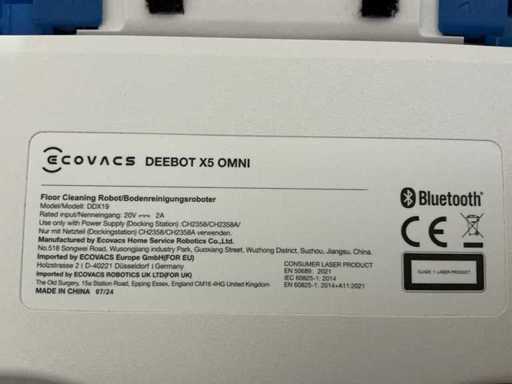 ECOVACS DEEBOT X5 OMNI
Floor Cleaning Robot/Bodenreinigungsroboter
Model/Modell: DDX19
Rated input/Nenneingang: 20V ⎓ 2A
Use only with Power Supply (Docking Station) CH2358/CH2358A/
Nur mit Netzteil (Dockingstation) CH2358/CH2358A verwenden.
Manufactured by Ecovacs Home Service Robotics Co.,Ltd.
No.518 Songwei Road, Wusongjiang Industry Park, Guoxiang Street, Wuzhong District, Suzhou, Jiangsu, China.
Imported by ECOVACS Europe GmbH(FOR EU)
Holzstrasse 2 I D-40221 Düsseldorf I Germany
Imported by ECOVACS ROBOTICS UK LTD(FOR UK)
The Old Surgery, 15a Station Road, Epping Essex, England CM16 4HG United Kingdom
MADE IN CHINA 07/24
Bluetooth®
CE
CLASS 1 LASER PRODUCT
CONSUMER LASER PRODUCT
EN 50689: 2021
IEC 60825-1: 2014
EN 60825-1: 2014+A11:2021